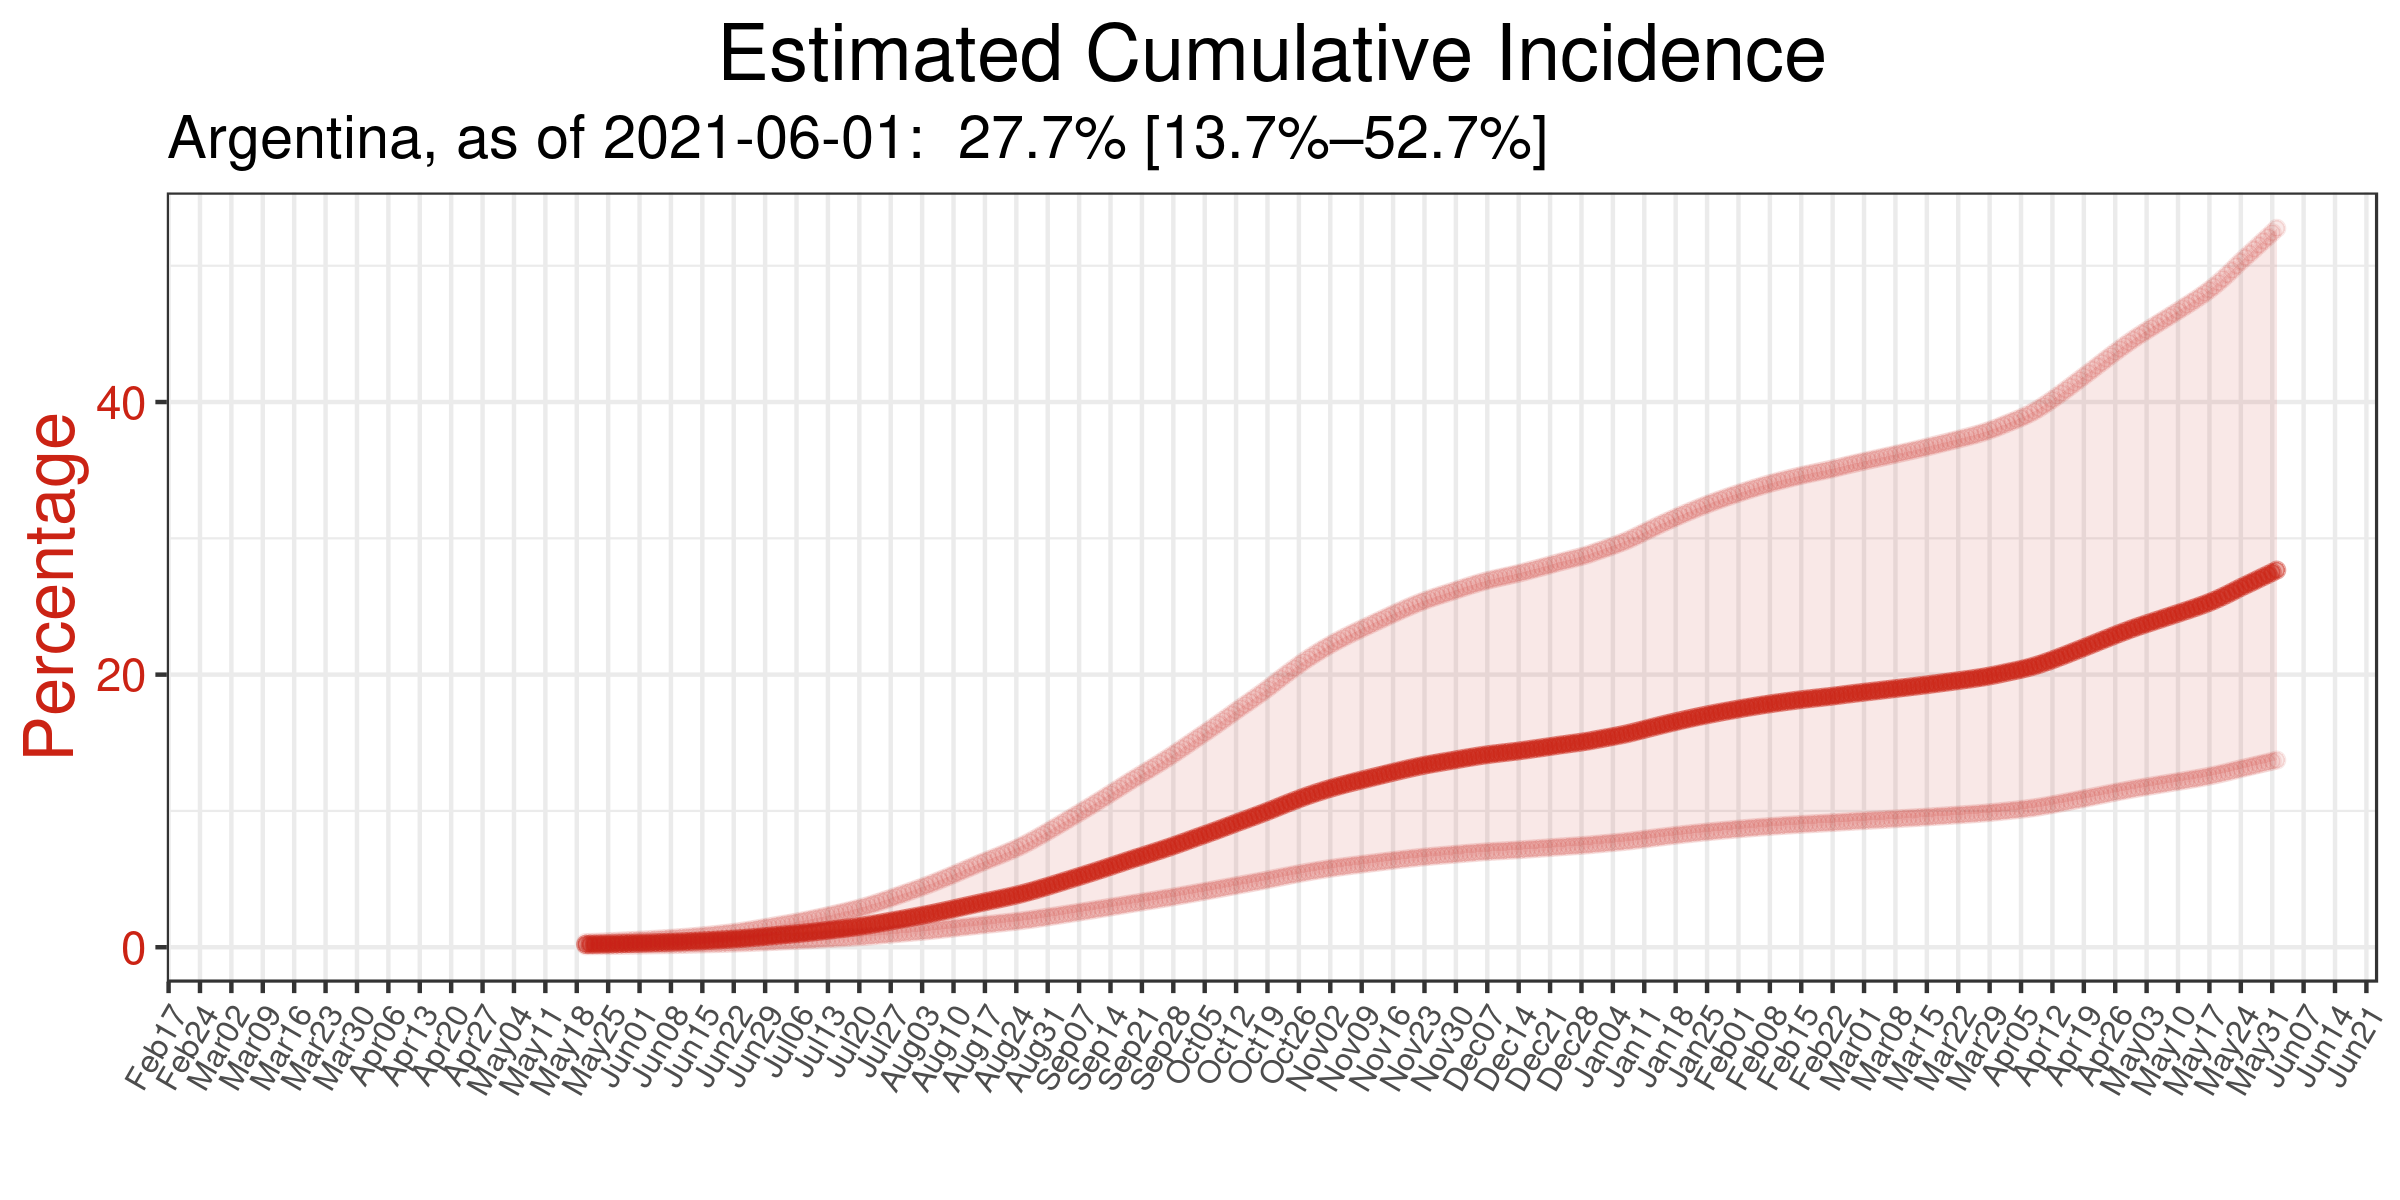 Estimated Cumulative Incidence
Argentina, as of 2021-06-01:  27.7% [13.7%–52.7%]
Percentage
40
20
0
Feb17
Feb24
Mar02
Mar09
Mar16
Mar23
Mar30
Apr06
Apr13
Apr20
Apr27
May04
May11
May18
May25
Jun01
Jun08
Jun15
Jun22
Jun29
Jul06
Jul13
Jul20
Jul27
Aug03
Aug10
Aug17
Aug24
Aug31
Sep07
Sep14
Sep21
Sep28
Oct05
Oct12
Oct19
Oct26
Nov02
Nov09
Nov16
Nov23
Nov30
Dec07
Dec14
Dec21
Dec28
Jan04
Jan11
Jan18
Jan25
Feb01
Feb08
Feb15
Feb22
Mar01
Mar08
Mar15
Mar22
Mar29
Apr05
Apr12
Apr19
Apr26
May03
May10
May17
May24
May31
Jun07
Jun14
Jun21